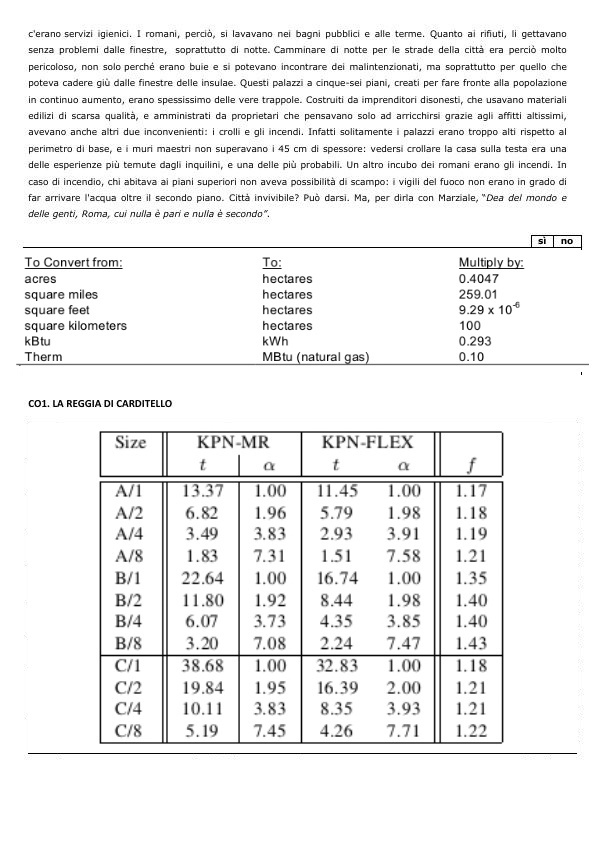 c'erano servizi igienici. I romani, perciò, si lavavano nei bagni pubblici e alle terme. Quanto ai rifiuti, li gettavano
senza problemi dalle finestre, soprattutto di notte. Camminare di notte per le strade della città era perciò molto
pericoloso, non solo perché erano buie e si potevano incontrare dei malintenzionati, ma soprattutto per quello che
poteva cadere giù dalle finestre delle insulae. Questi palazzi a cinque-sei piani, creati per fare fronte alla popolazione
in continuo aumento, erano spessissimo delle vere trappole. Costruiti da imprenditori disonesti, che usavano materiali
edilizi di scarsa qualità, e amministrati da proprietari che pensavano solo ad arricchirsi grazie agli affitti altissimi,
avevano anche altri due inconvenienti: i crolli e gli incendi. Infatti solitamente i palazzi erano troppo alti rispetto al
perimetro di base, e i muri maestri non superavano i 45 cm di spessore: vedersi crollare la casa sulla testa era una
delle esperienze più temute dagli inquilini, e una delle più probabili. Un altro incubo dei romani erano gli incendi. In
caso di incendio, chi abitava ai piani superiori non aveva possibilità di scampo: i vigili del fuoco non erano in grado di
far arrivare l'acqua oltre il secondo piano. Città invivibile? Può darsi. Ma, per dirla con Marziale, “Dea del mondo e
delle genti, Roma, cui nulla è pari e nulla è secondo”.
sì no
To Convert from: To: Multiply by:
acres hectares 0.4047
square miles hectares 259.01
square feet hectares 9.29 x 10⁻⁶
square kilometers hectares 100
kBtu kWh 0.293
Therm MBtu (natural gas) 0.10
CO1. LA REGGIA DI CARDITELLO
Size KPN-MR KPN-FLEX
t α t α f
A/1 13.37 1.00 11.45 1.00 1.17
A/2 6.82 1.96 5.79 1.98 1.18
A/4 3.49 3.83 2.93 3.91 1.19
A/8 1.83 7.31 1.51 7.58 1.21
B/1 22.64 1.00 16.74 1.00 1.35
B/2 11.80 1.92 8.44 1.98 1.40
B/4 6.07 3.73 4.35 3.85 1.40
B/8 3.20 7.08 2.24 7.47 1.43
C/1 38.68 1.00 32.83 1.00 1.18
C/2 19.84 1.95 16.39 2.00 1.21
C/4 10.11 3.83 8.35 3.93 1.21
C/8 5.19 7.45 4.26 7.71 1.22